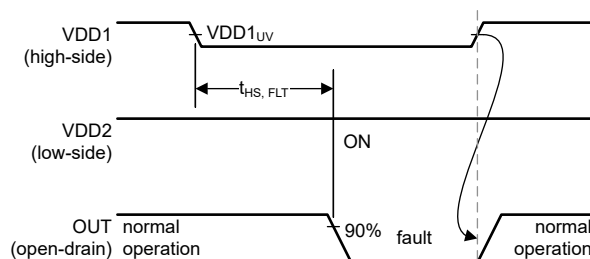 VDD1
(high-side)
VDD1UV
tHS, FLT
VDD2
(low-side)
ON
OUT
(open-drain)
normal
operation
90%
fault
normal
operation